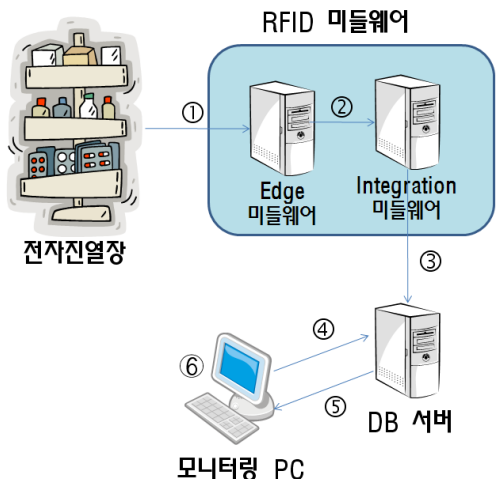 RFID 미들웨어
①
②
Edge
미들웨어
Integration
미들웨어
전자진열장
③
④
⑥
⑤
DB 서버
모니터링 PC